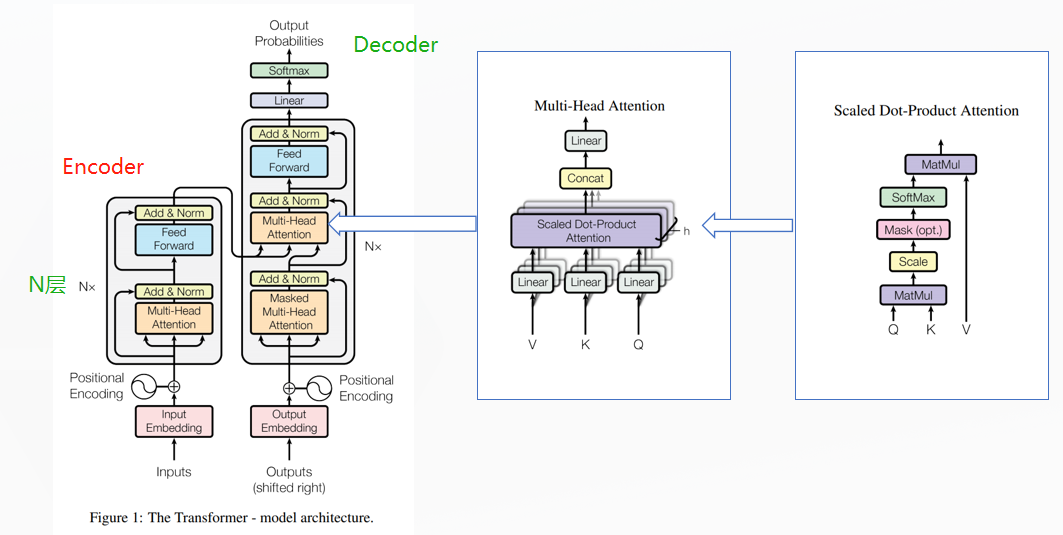 Output
Probabilities
Decoder
Softmax
Linear
Add & Norm
Feed
Forward
Add & Norm
Multi-Head
Attention
N×
Add & Norm
Masked
Multi-Head
Attention
Positional
Encoding
Output
Embedding
Outputs
(shifted right)
Encoder
Add & Norm
Feed
Forward
N层
N×
Add & Norm
Multi-Head
Attention
Positional
Encoding
Input
Embedding
Inputs
Figure 1: The Transformer - model architecture.
Multi-Head Attention
Linear
Concat
Scaled Dot-Product
Attention
h
Linear
Linear
Linear
V
K
Q
Scaled Dot-Product Attention
MatMul
SoftMax
Mask (opt.)
Scale
MatMul
Q
K
V